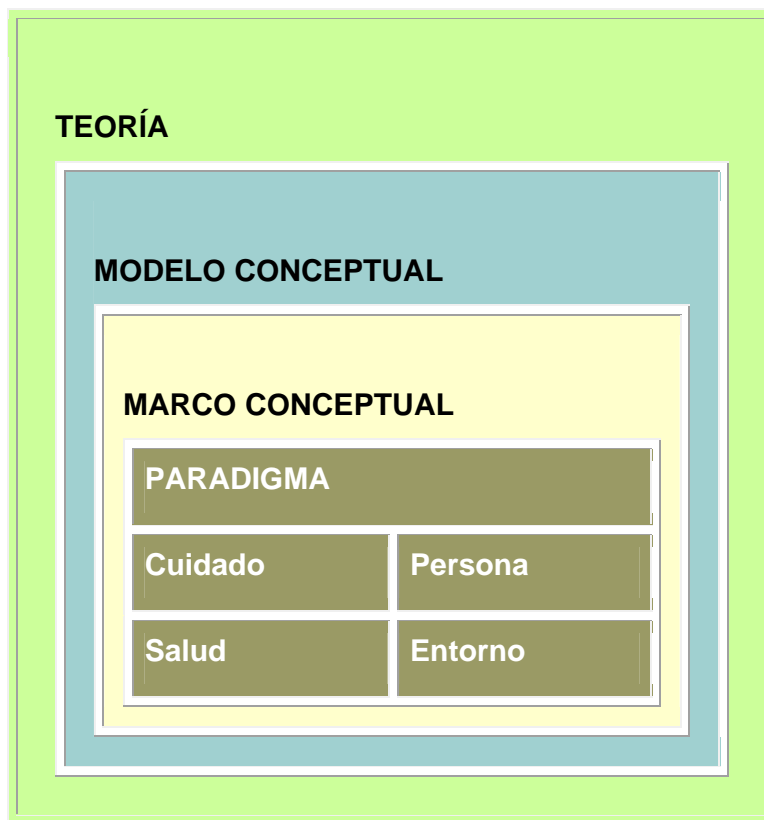 TEORÍA
MODELO CONCEPTUAL
MARCO CONCEPTUAL
PARADIGMA
Cuidado Persona
Salud Entorno